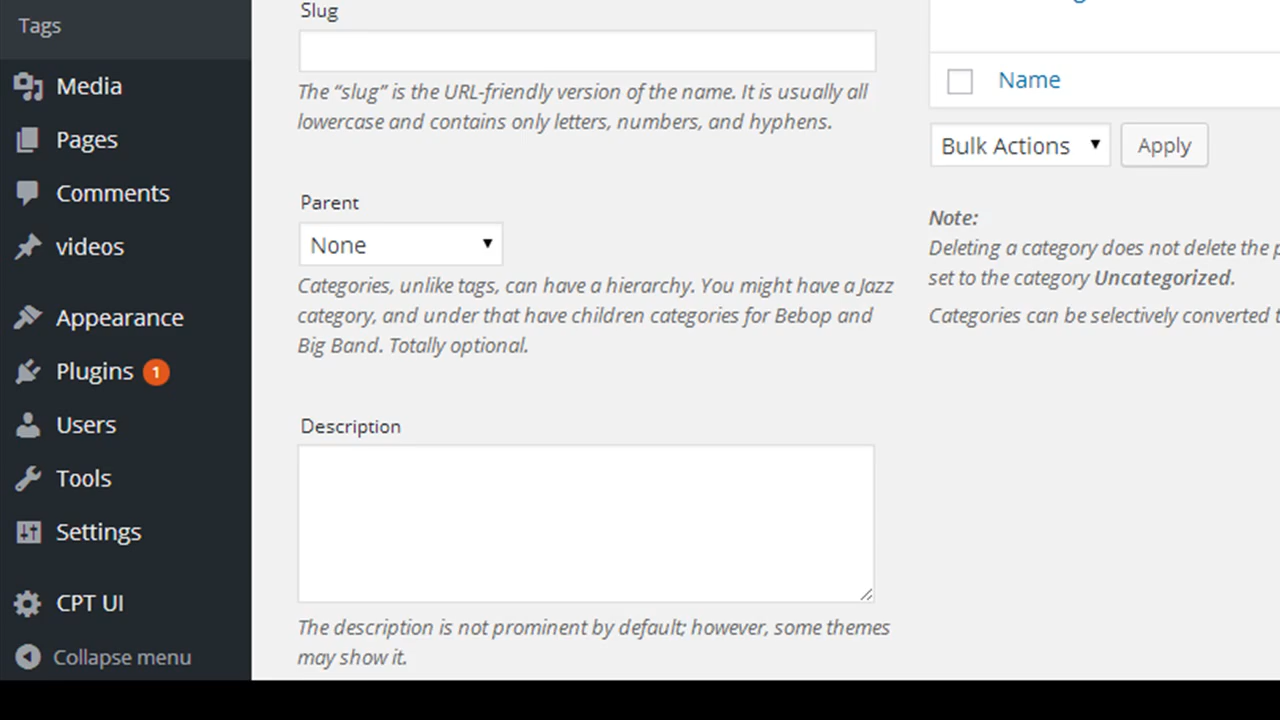 Tags
Media
Pages
Comments
videos
Appearance
Plugins 1
Users
Tools
Settings
CPT UI
Collapse menu
Slug
The “slug” is the URL-friendly version of the name. It is usually all
lowercase and contains only letters, numbers, and hyphens.
Parent
None
Categories, unlike tags, can have a hierarchy. You might have a Jazz
category, and under that have children categories for Bebop and
Big Band. Totally optional.
Description
The description is not prominent by default; however, some themes
may show it.
Name
Bulk Actions
Apply
Note:
Deleting a category does not delete the
set to the category Uncategorized.
Categories can be selectively converted